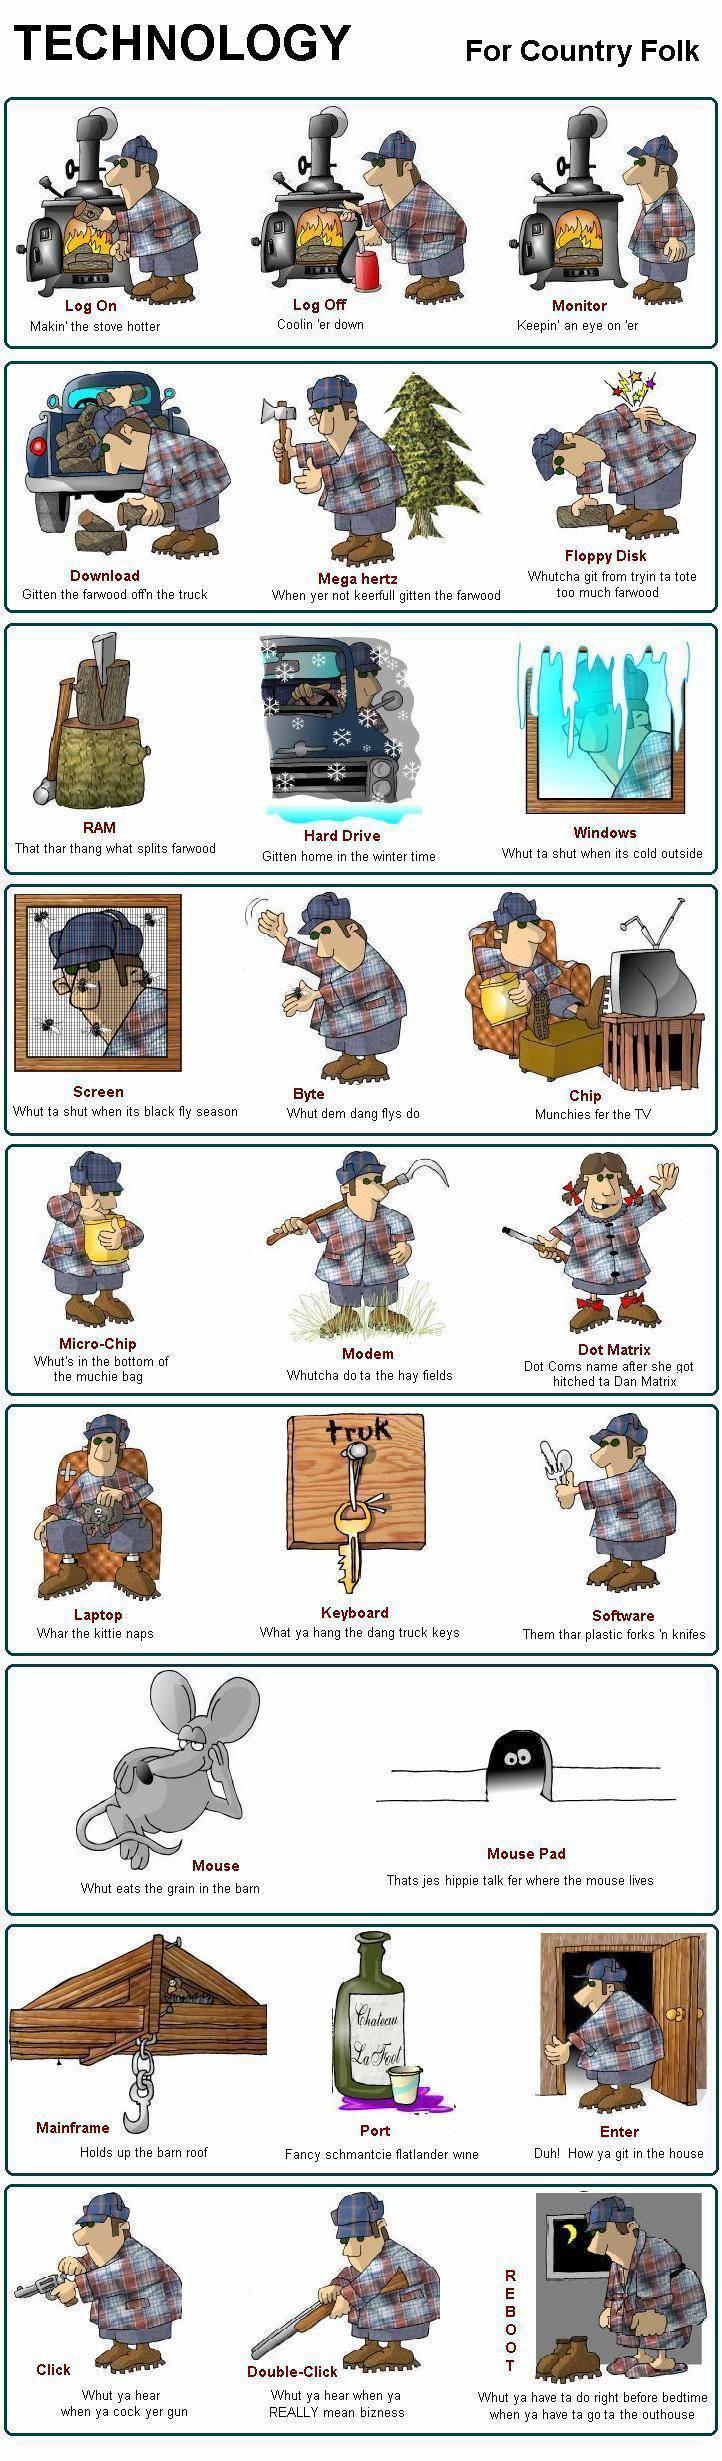 TECHNOLOGY
For Country Folk
Log On
Makin' the stove hotter
Log Off
Coolin 'er down
Monitor
Keepin' an eye on 'er
Download
Gitten the farwood off'n the truck
Mega hertz
When yer not keerfull gitten the farwood
Floppy Disk
Whutcha git from tryin ta tote
too much farwood
RAM
That thar thang what splits farwood
Hard Drive
Gitten home in the winter time
Windows
Whut ta shut when its cold outside
Screen
Whut ta shut when its black fly season
Byte
Whut dem dang flys do
Chip
Munchies fer the TV
Micro-Chip
Whut's in the bottom of
the muchie bag
Modem
Whutcha do ta the hay fields
Dot Matrix
Dot Coms name after she got
hitched ta Dan Matrix
Laptop
Whar the kittie naps
truk
Keyboard
What ya hang the dang truck keys
Software
Them thar plastic forks 'n knifes
Mouse
Whut eats the grain in the barn
Mouse Pad
Thats jes hippie talk fer where the mouse lives
Mainframe
Holds up the barn roof
Chateau
La Foot
Port
Fancy schmantcie flatlander wine
Enter
Duh! How ya git in the house
Click
Whut ya hear
when ya cock yer gun
Double-Click
Whut ya hear when ya
REALLY mean bizness
REBOOT
Whut ya have ta do right before bedtime
when ya have ta go ta the outhouse